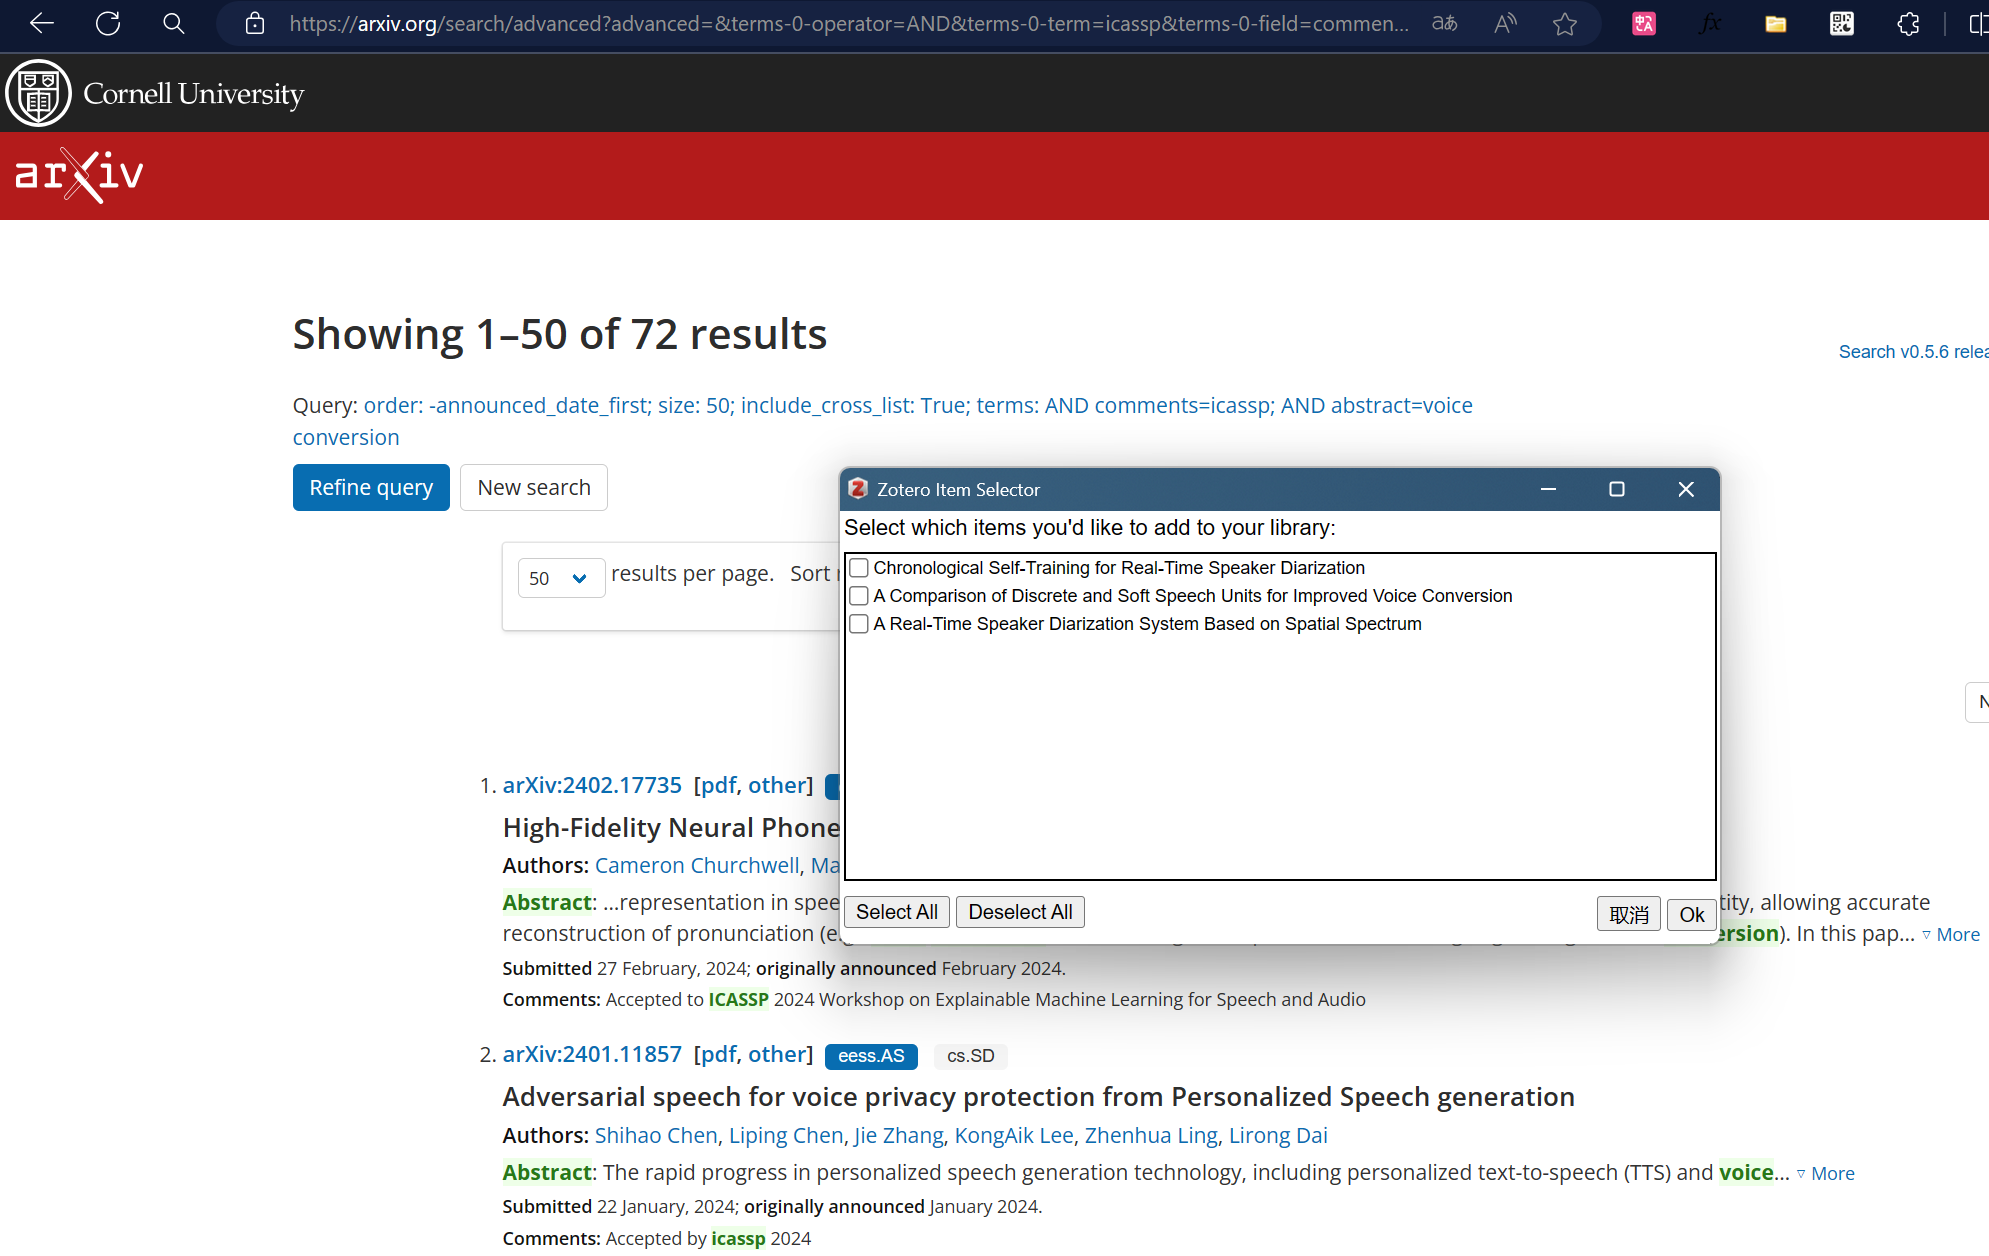 https://arxiv.org/search/advanced?advanced=&terms-0-operator=AND&terms-0-term=icassp&terms-0-field=commen...
Cornell University
arXiv
Showing 1–50 of 72 results
Search v0.5.6 relea
Query: order: -announced_date_first; size: 50; include_cross_list: True; terms: AND comments=icassp; AND abstract=voice
conversion
Refine query New search
Zotero Item Selector
Select which items you'd like to add to your library:
Chronological Self-Training for Real-Time Speaker Diarization
A Comparison of Discrete and Soft Speech Units for Improved Voice Conversion
A Real-Time Speaker Diarization System Based on Spatial Spectrum
Select All Deselect All 取消 Ok
50 results per page. Sort
N
1. arXiv:2402.17735 [pdf, other]
High-Fidelity Neural Phone
Authors: Cameron Churchwell, Ma
Abstract: ...representation in spee tity, allowing accurate
reconstruction of pronunciation (e.g ersion). In this pap... ▿ More
Submitted 27 February, 2024; originally announced February 2024.
Comments: Accepted to ICASSP 2024 Workshop on Explainable Machine Learning for Speech and Audio
2. arXiv:2401.11857 [pdf, other] eess.AS cs.SD
Adversarial speech for voice privacy protection from Personalized Speech generation
Authors: Shihao Chen, Liping Chen, Jie Zhang, KongAik Lee, Zhenhua Ling, Lirong Dai
Abstract: The rapid progress in personalized speech generation technology, including personalized text-to-speech (TTS) and voice... ▿ More
Submitted 22 January, 2024; originally announced January 2024.
Comments: Accepted by icassp 2024